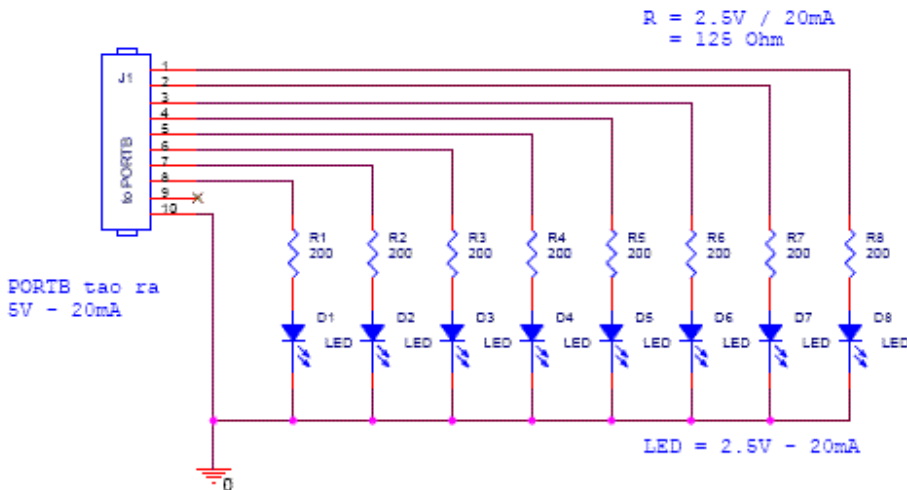 R = 2.5V / 20mA
= 125 Ohm
J1
to PORTB
1
2
3
4
5
6
7
8
9
10
R1
200
R2
200
R3
200
R4
200
R5
200
R6
200
R7
200
R8
200
PORTB tao ra
5V - 20mA
D1
LED
D2
LED
D3
LED
D4
LED
D5
LED
D6
LED
D7
LED
D8
LED
LED = 2.5V - 20mA
0